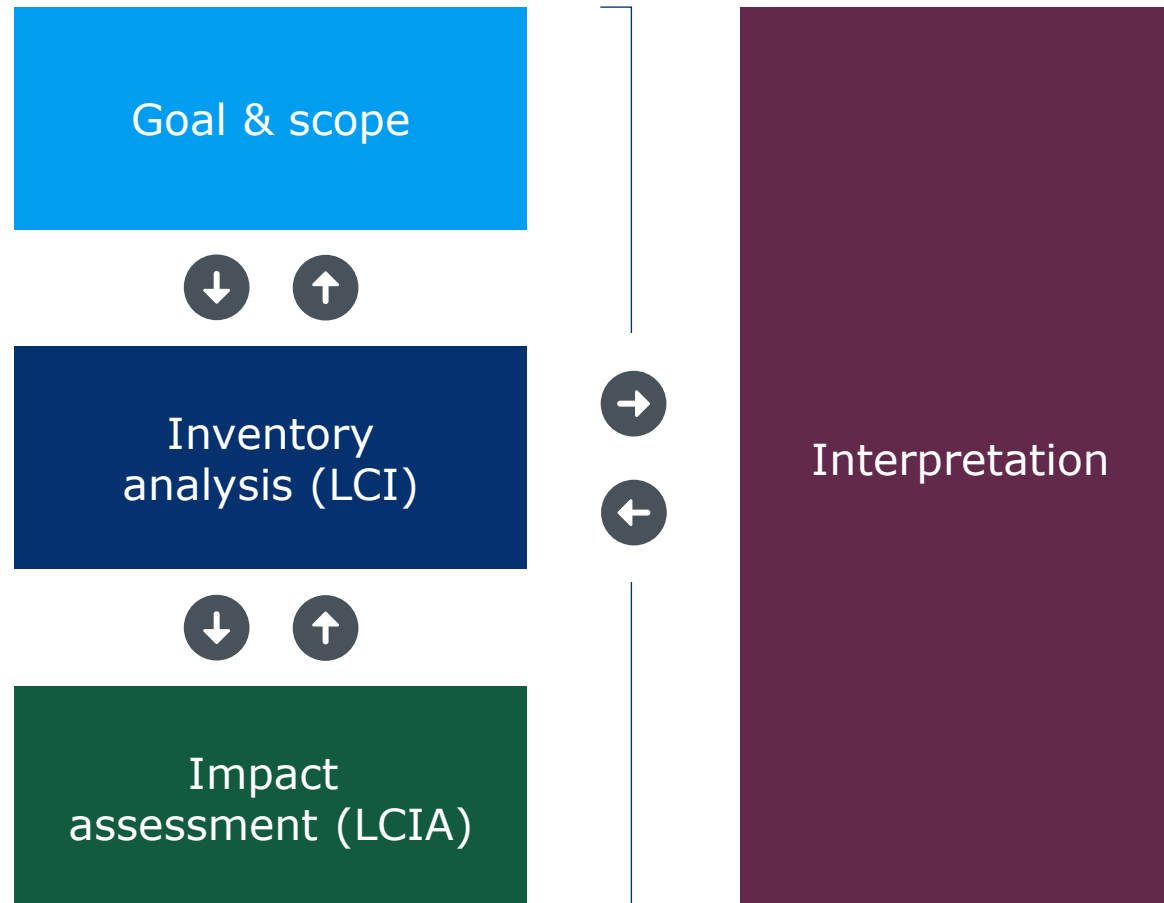 Goal & scope
Inventory
analysis (LCI)
Interpretation
Impact
assessment (LCIA)